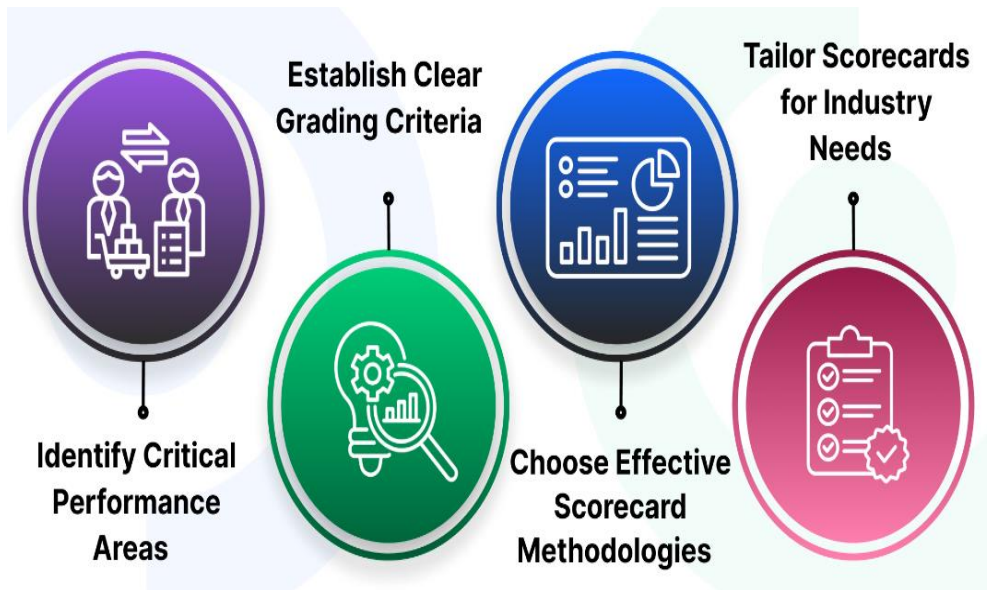 Identify Critical
Performance
Areas
Establish Clear
Grading Criteria
Choose Effective
Scorecard
Methodologies
Tailor Scorecards
for Industry
Needs